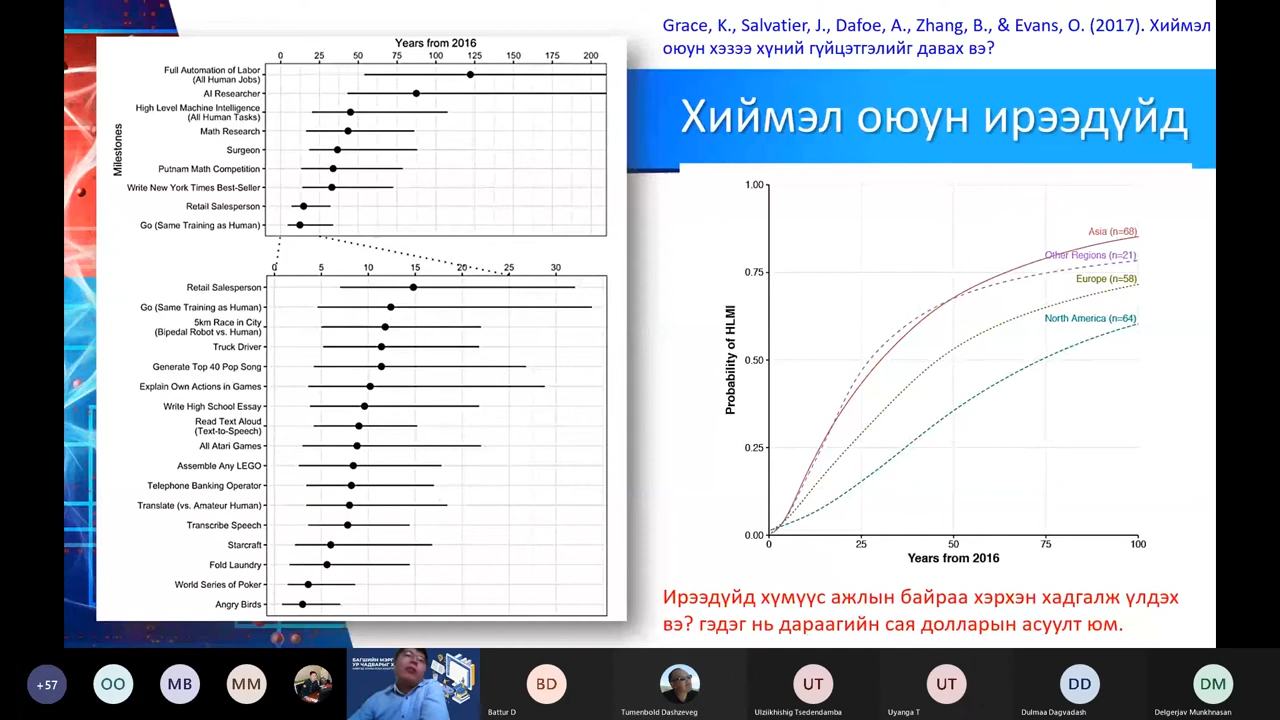 Grace, K., Salvatier, J., Dafoe, A., Zhang, B., & Evans, O. (2017). Хиймэл
оюун хэзээ хүний гүйцэтгэлийг давах вэ?
Хиймэл оюун ирээдүйд
Years from 2016
0 25 50 75 100 125 150 175 200
Milestones
Full Automation of Labor
(All Human Jobs)
AI Researcher
High Level Machine Intelligence
(All Human Tasks)
Math Research
Surgeon
Putnam Math Competition
Write New York Times Best-Seller
Retail Salesperson
Go (Same Training as Human)
0 5 10 15 20 25 30
Retail Salesperson
Go (Same Training as Human)
5km Race in City
(Bipedal Robot vs. Human)
Truck Driver
Generate Top 40 Pop Song
Explain Own Actions in Games
Write High School Essay
Read Text Aloud
(Text-to-Speech)
All Atari Games
Assemble Any LEGO
Telephone Banking Operator
Translate (vs. Amateur Human)
Transcribe Speech
Starcraft
Fold Laundry
World Series of Poker
Angry Birds
1.00
0.75
0.50
0.25
0.00
Probability of HLMI
Asia (n=68)
Other Regions (n=21)
Europe (n=58)
North America (n=64)
0 25 50 75 100
Years from 2016
Ирээдүйд хүмүүс ажлын байраа хэрхэн хадгалж үлдэх
вэ? гэдэг нь дараагийн сая долларын асуулт юм.
+57
OO
MB
MM
БАГШИЙН МЭРГ
УР ЧАДВАРЫГ Х
BD
UT
UT
DD
DM
Battur D
Tumenbold Dashzeveg
Ulziikhishig Tsedendamba
Uyanga T
Dulmaa Dagvadash
Delgerjav Munkhnasan